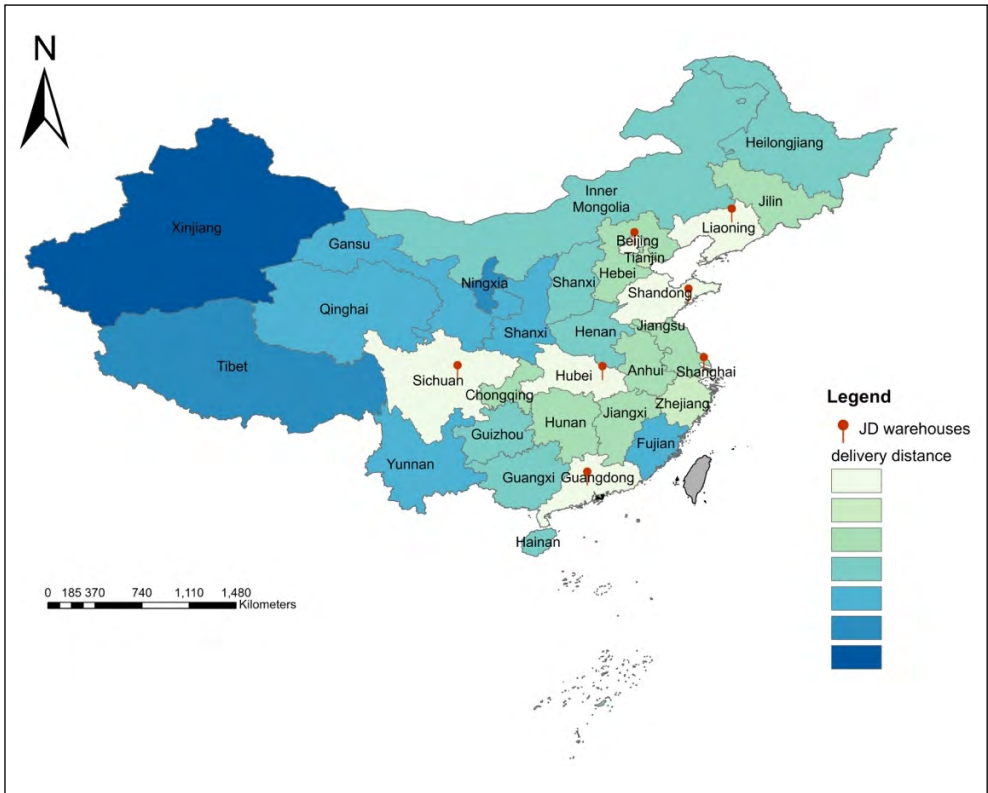 N
Heilongjiang
Jilin
Inner
Mongolia
Liaoning
Xinjiang
Beijing
Gansu
Tianjin
Hebei
Ningxia
Shanxi
Shandong
Qinghai
Jiangsu
Shanxi
Henan
Tibet
Anhui
Shanghai
Hubei
Sichuan
Chongqing
Zhejiang
Jiangxi
Hunan
Guizhou
Fujian
Yunnan
Guangxi
Guangdong
Hainan
Legend
JD warehouses
delivery distance
0 185 370 740 1,110 1,480
Kilometers